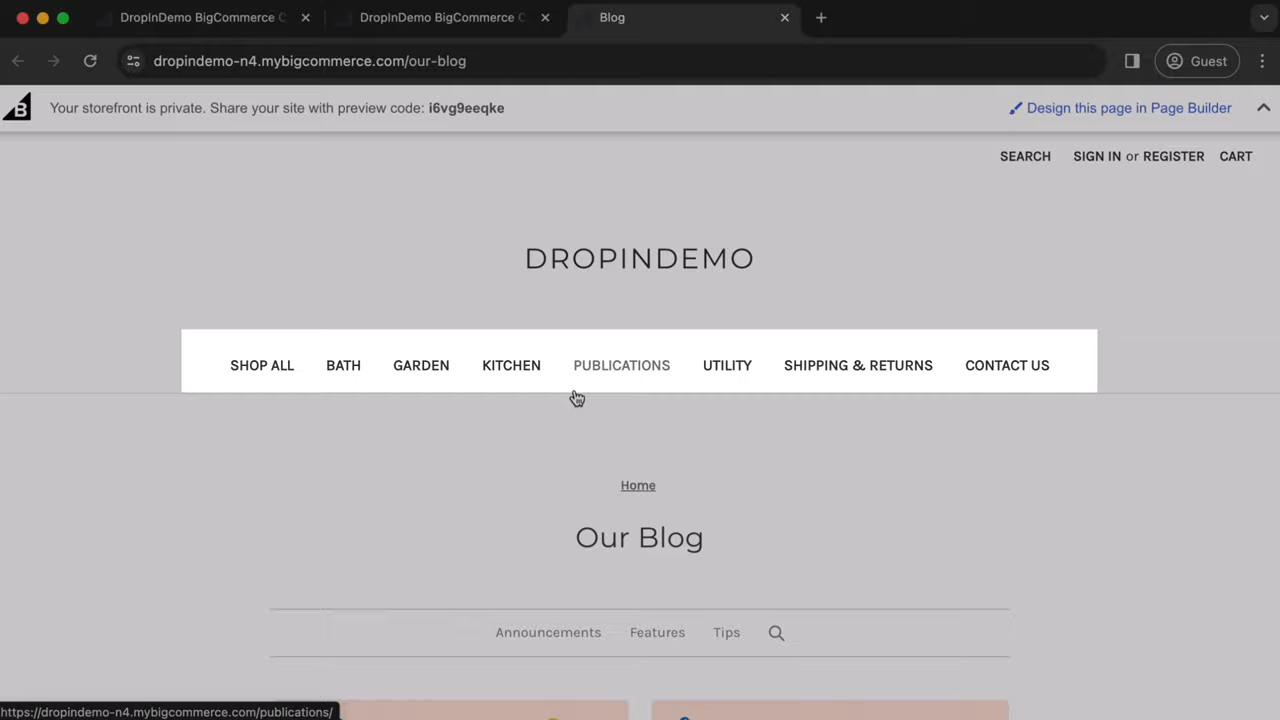 DropInDemo BigCommerce C
DropInDemo BigCommerce C
Blog
dropindemo-n4.mybigcommerce.com/our-blog
Guest
B
Your storefront is private. Share your site with preview code: i6vg9eeqke
Design this page in Page Builder
SEARCH SIGN IN or REGISTER CART
DROPINDEMO
SHOP ALL BATH GARDEN KITCHEN PUBLICATIONS UTILITY SHIPPING & RETURNS CONTACT US
Home
Our Blog
Announcements Features Tips
https://dropindemo-n4.mybigcommerce.com/publications/